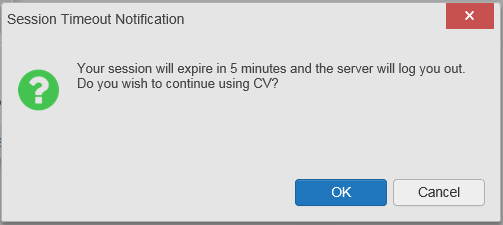 Session Timeout Notification
Your session will expire in 5 minutes and the server will log you out.
Do you wish to continue using CV?
OK
Cancel